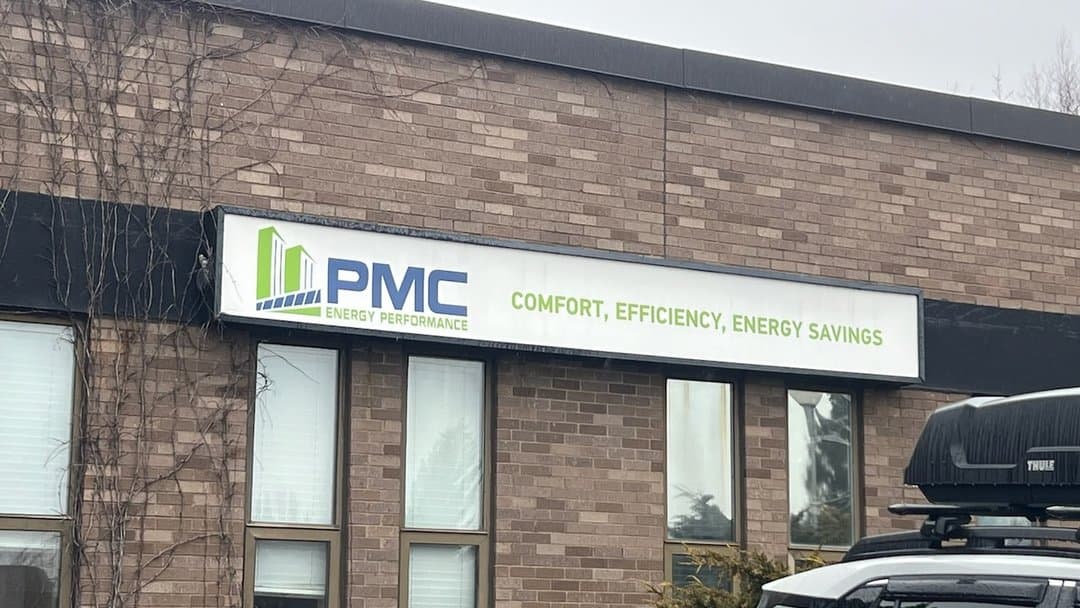 PMC
ENERGY PERFORMANCE
COMFORT, EFFICIENCY, ENERGY SAVINGS
THULE